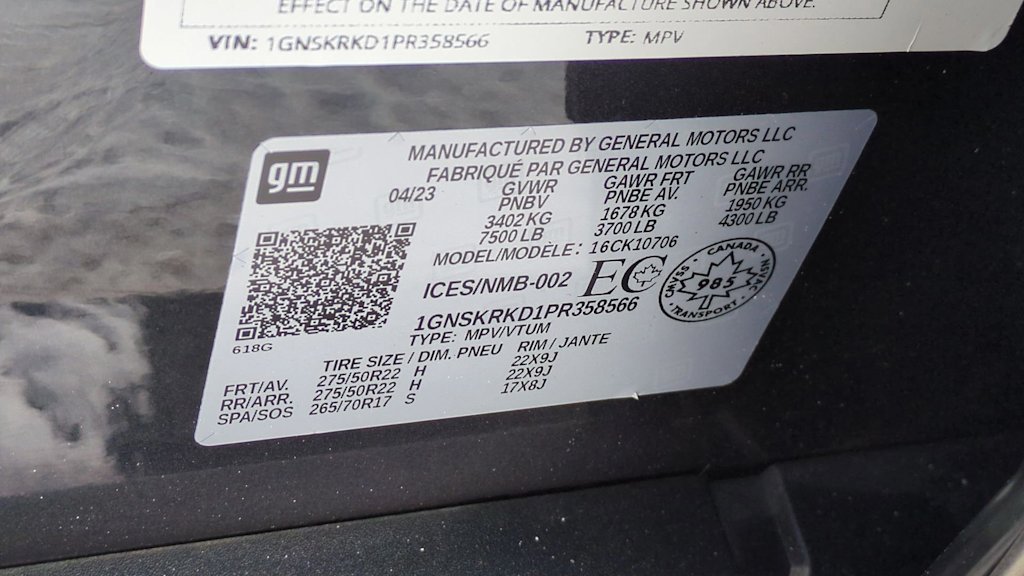 EFFECT ON THE DATE OF MANUFACTURE SHOWN ABOVE.
VIN: 1GNSKRKD1PR358566 TYPE: MPV
gm
MANUFACTURED BY GENERAL MOTORS LLC
FABRIQUÉ PAR GENERAL MOTORS LLC
04/23 GVWR GAWR FRT GAWR RR
PNBV PNBE AV. PNBE ARR.
3402 KG 1678 KG 1950 KG
7500 LB 3700 LB 4300 LB
MODEL/MODÈLE: 16CK10706
ICES/NMB-002 EC
CANADA
CMVSS 985 NSVAC
TRANSPORT
1GNSKRKD1PR358566
TYPE: MPV/VTUM
618G
TIRE SIZE / DIM. PNEU RIM / JANTE
FRT/AV. 275/50R22 H 22X9J
RR/ARR. 275/50R22 H 22X9J
SPA/SOS 265/70R17 S 17X8J